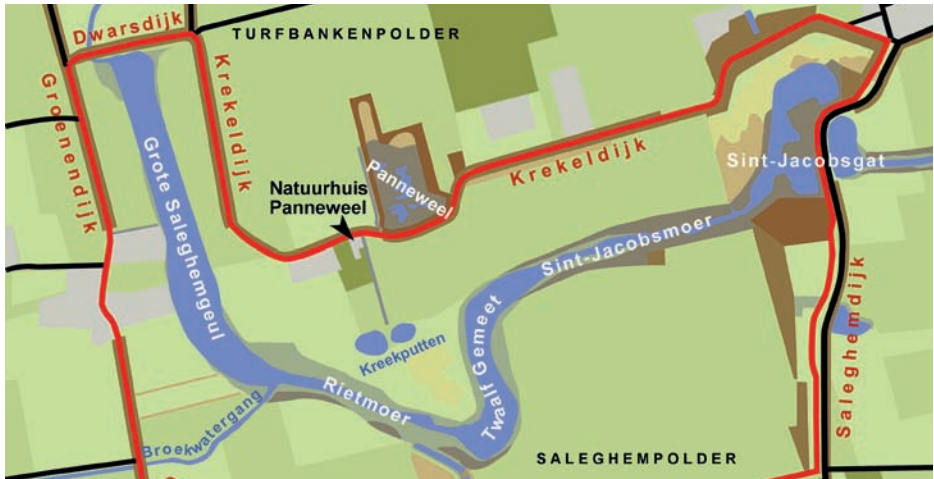 Dwarsdijk
TURFBANKENPOLDER
Groenendijk
Krekeldijk
Grote Saleghemgeul
Natuurhuis
Panneweel
Panneweel
Krekeldijk
Sint-Jacobsgat
Sint-Jacobsmoer
Saleghemdijk
Kreekputten
Twaalf Gemeet
Rietmoer
Broekwatergang
SALEGHEMPOLDER